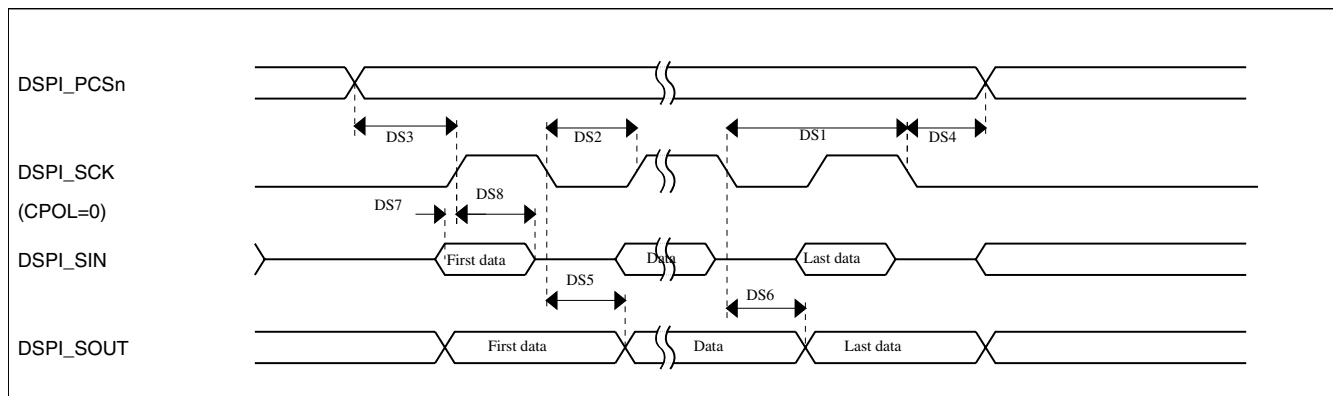 DSPI_PCSn
DS3
DS2
DS1
DS4
DSPI_SCK
(CPOL=0)
DS7
DS8
DSPI_SIN
First data
Data
Last data
DS5
DS6
DSPI_SOUT
First data
Data
Last data